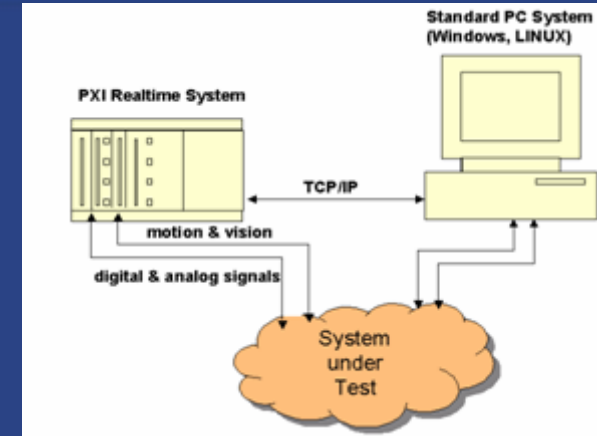 Standard PC System
(Windows, LINUX)
PXI Realtime System
TCP/IP
motion & vision
digital & analog signals
System
under
Test